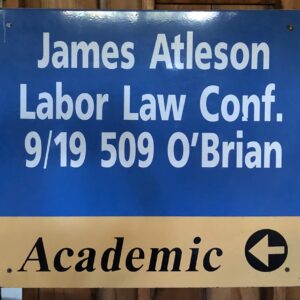 James Atleson
Labor Law Conf.
9/19 509 O'Brian
Academic